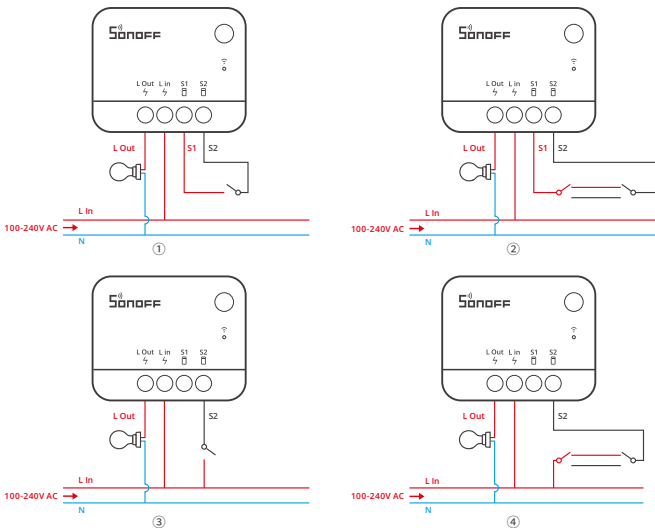 SONOFF
L Out L in S1 S2
L Out S1 S2
L In
100-240V AC
N
①
SONOFF
L Out L in S1 S2
L Out S1 S2
L In
100-240V AC
N
②
SONOFF
L Out L in S1 S2
L Out S2
L In
100-240V AC
N
③
SONOFF
L Out L in S1 S2
L Out S2
L In
100-240V AC
N
④